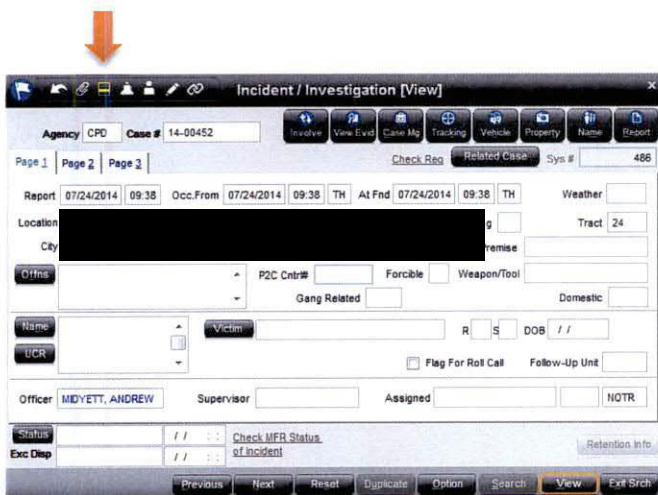 Incident / Investigation [View] x
Agency CPD Case # 14-00452 Involve View Evid Case Mg Tracking Vehicle Property Name Report
Page 1 Page 2 Page 3 Check Req Related Case Sys # 486
Report 07/24/2014 09:38 Occ.From 07/24/2014 09:38 TH At Fnd 07/24/2014 09:38 TH Weather
Location g Tract 24
City remise
Offns P2C Cntr# Forcible Weapon/Tool
Gang Related Domestic
Name Victim R S DOB / /
UCR Flag For Roll Call Follow-Up Unit
Officer MIDYETT, ANDREW Supervisor Assigned NOTR
Status / / : : Check MFR Status
Exc Disp / / : : of Incident Retention Info
Previous Next Reset Duplicate Option Search View Exit Srch